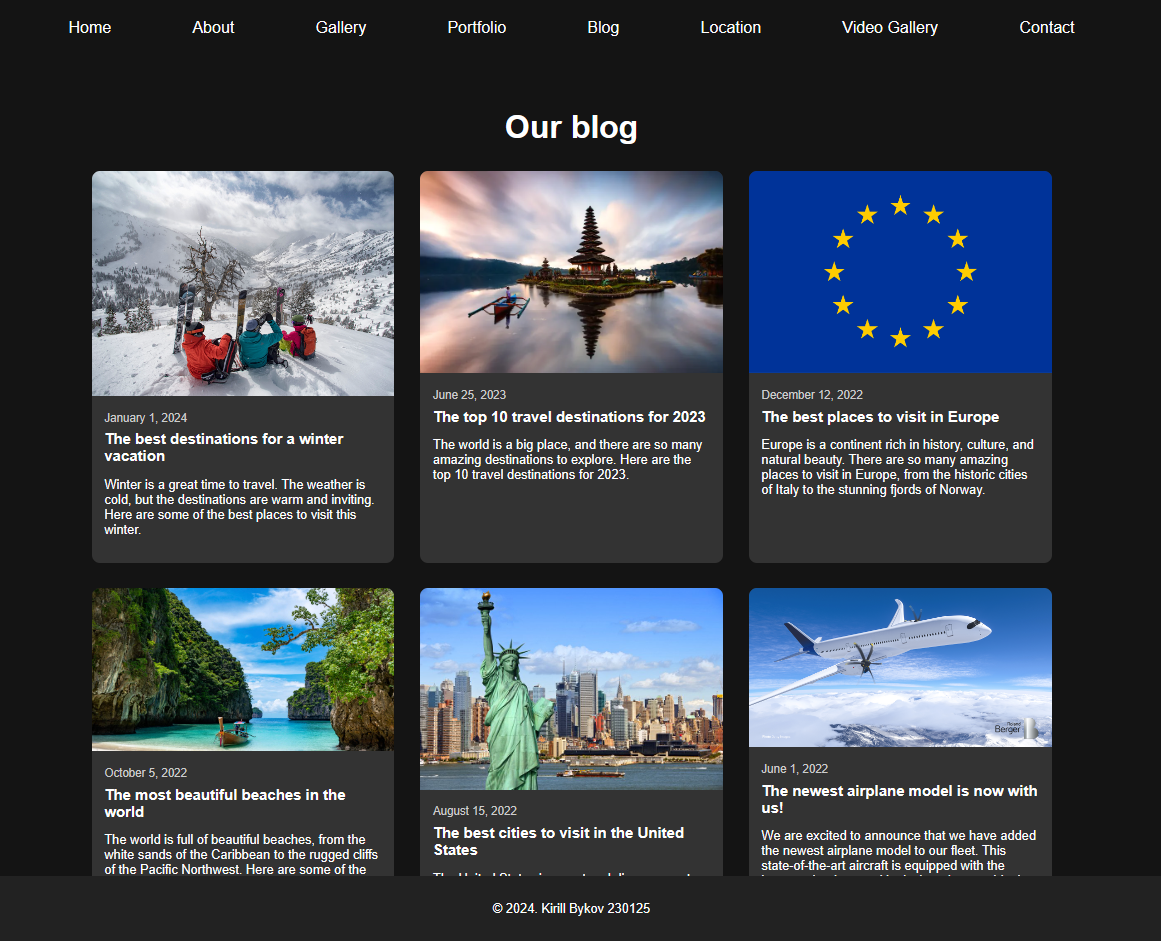 Home About Gallery Portfolio Blog Location Video Gallery Contact
Our blog
January 1, 2024
The best destinations for a winter
vacation
Winter is a great time to travel. The weather is
cold, but the destinations are warm and inviting.
Here are some of the best places to visit this
winter.
June 25, 2023
The top 10 travel destinations for 2023
The world is a big place, and there are so many
amazing destinations to explore. Here are the
top 10 travel destinations for 2023.
December 12, 2022
The best places to visit in Europe
Europe is a continent rich in history, culture, and
natural beauty. There are so many amazing
places to visit in Europe, from the historic cities
of Italy to the stunning fjords of Norway.
October 5, 2022
The most beautiful beaches in the
world
The world is full of beautiful beaches, from the
white sands of the Caribbean to the rugged cliffs
of the Pacific Northwest. Here are some of the
August 15, 2022
The best cities to visit in the United
States
Roland
Berger
June 1, 2022
The newest airplane model is now with
us!
We are excited to announce that we have added
the newest airplane model to our fleet. This
state-of-the-art aircraft is equipped with the
© 2024. Kirill Bykov 230125